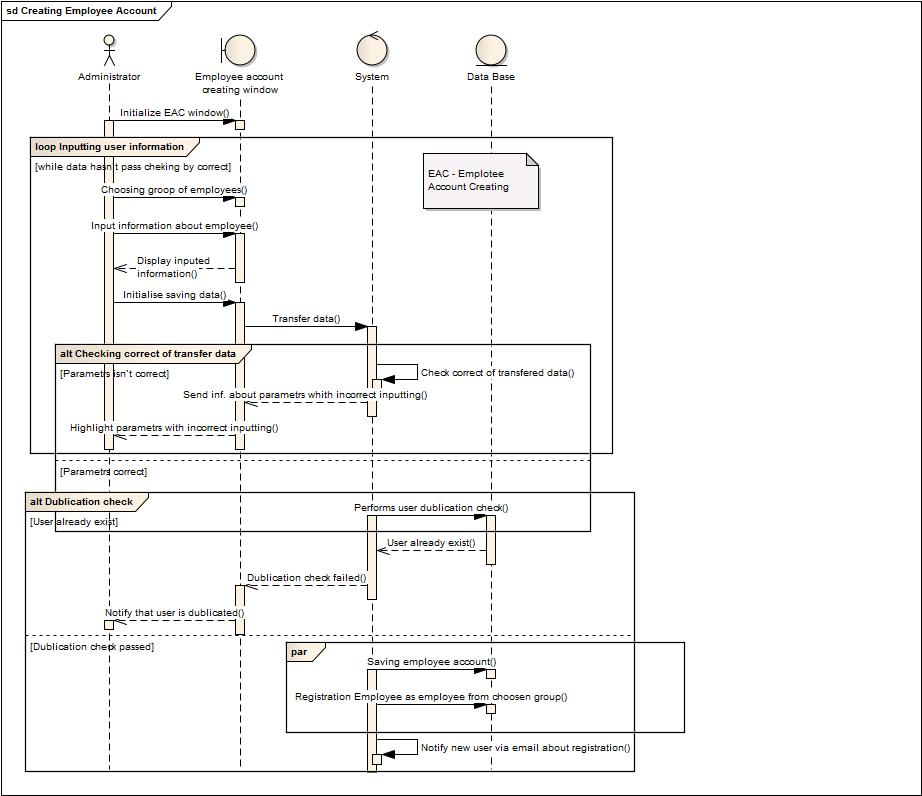 sd Creating Employee Account
Administrator
Employee account
creating window
System
Data Base
Initialize EAC window()
loop Inputting user information
[while data hasn't pass cheking by correct]
EAC - Emplotee
Account Creating
Choosing group of employees()
Input information about employee()
Display inputed
information()
Initialise saving data()
Transfer data()
alt Checking correct of transfer data
[Parametrs isn`t correct]
Check correct of transfered data()
Send inf. about parametrs whith incorrect inputting()
Highlight parametrs with incorrect inputting()
[Parametrs correct]
alt Dublication check
Performs user dublication check()
[User already exist]
User already exist()
Dublication check failed()
Notify that user is dublicated()
[Dublication check passed]
par
Saving employee account()
Registration Employee as employee from choosen group()
Notify new user via email about registration()